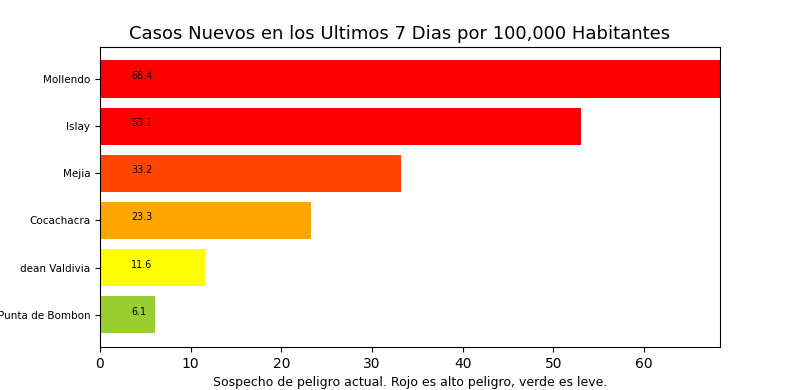 Casos Nuevos en los Ultimos 7 Dias por 100,000 Habitantes
Mollendo 68.4
Islay 53.1
Mejia 33.2
Cocachacra 23.3
dean Valdivia 11.6
Punta de Bombon 6.1
0 10 20 30 40 50 60
Sospecho de peligro actual. Rojo es alto peligro, verde es leve.